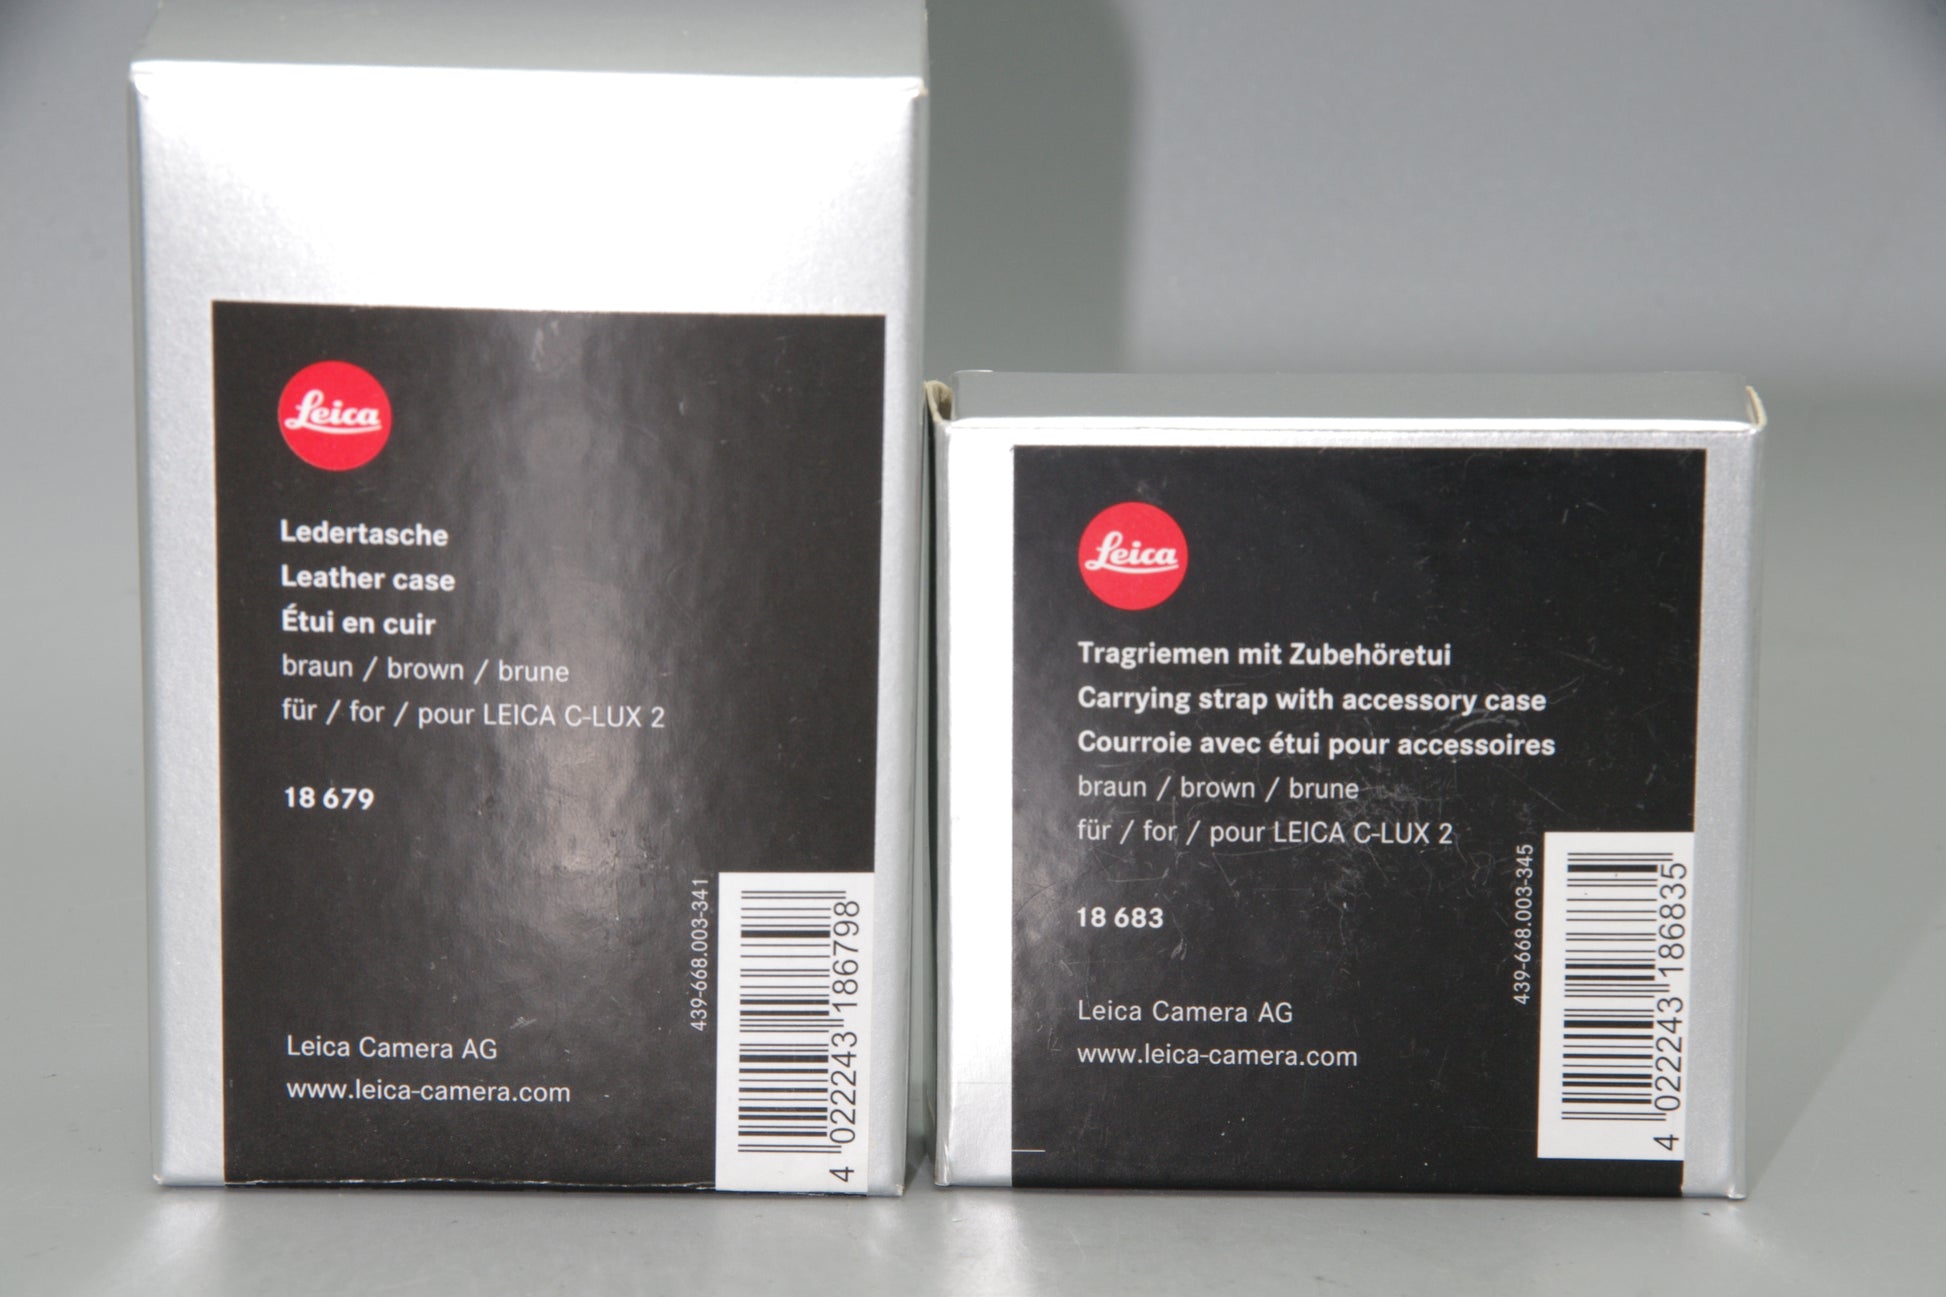 Leica
Ledertasche
Leather case
Étui en cuir
braun / brown / brune
für / for / pour LEICA C-LUX 2
18 679
Leica Camera AG
www.leica-camera.com
439-668.003-341
4 022243 186798
Leica
Tragriemen mit Zubehöretui
Carrying strap with accessory case
Courroie avec étui pour accessoires
braun / brown / brune
für / for / pour LEICA C-LUX 2
18 683
Leica Camera AG
www.leica-camera.com
439-668.003-345
4 022243 186835